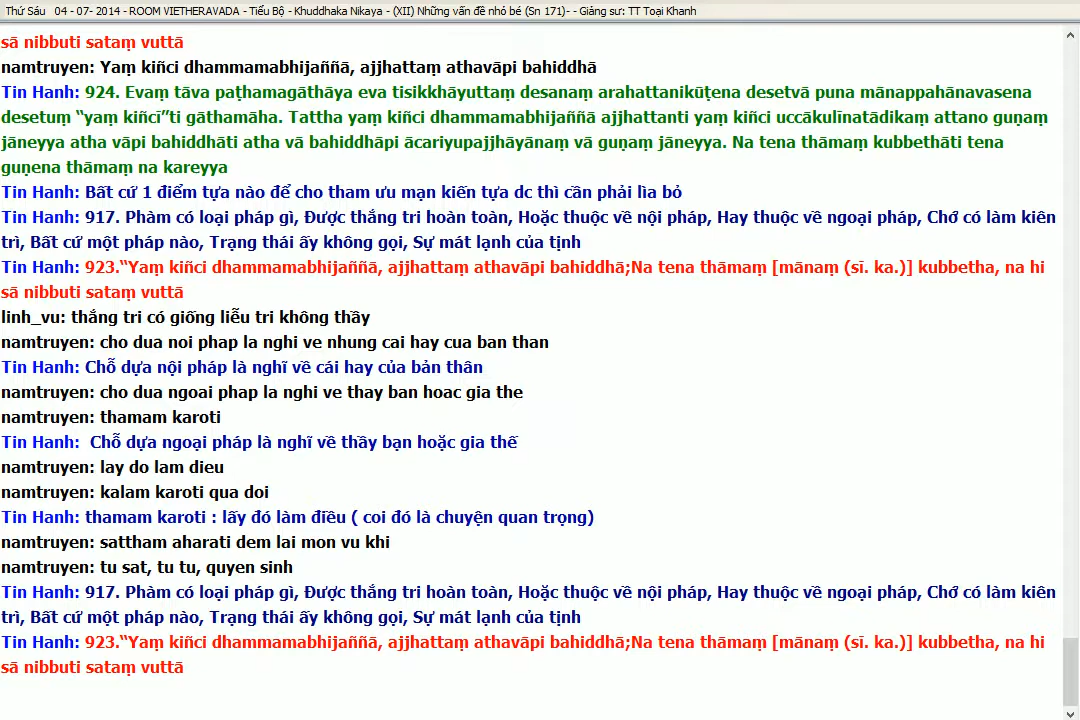 Thứ Sáu   04 - 07- 2014 - ROOM VIETHERAVADA - Tiểu Bộ - Khuddhaka Nikaya - (XII) Những vấn đề nhỏ bé (Sn 171)- - Giảng sư: TT Toại Khanh
sā nibbuti sataṃ vuttā
namtruyen: Yaṃ kiñci dhammamabhijaññā, ajjhattaṃ athavāpi bahiddhā
Tin Hanh: 924. Evaṃ tāva paṭhamagāthāya eva tisikkhāyuttaṃ desanaṃ arahattanikūṭena desetvā puna mānappahānavasena
desetuṃ “yaṃ kiñcī”ti gāthamāha. Tattha yaṃ kiñci dhammamabhijaññā ajjhattanti yaṃ kiñci uccākulīnatādikaṃ attano guṇaṃ
jāneyya atha vāpi bahiddhāti atha vā bahiddhāpi ācariyupajjhāyānaṃ vā guṇaṃ jāneyya. Na tena thāmaṃ kubbethāti tena
guṇena thāmaṃ na kareyya
Tin Hanh: Bất cứ 1 điểm tựa nào để cho tham ưu mạn kiến tựa dc thì cần phải lìa bỏ
Tin Hanh: 917. Phàm có loại pháp gì, Được thắng tri hoàn toàn, Hoặc thuộc về nội pháp, Hay thuộc về ngoại pháp, Chớ có làm kiên
trì, Bất cứ một pháp nào, Trạng thái ấy không gọi, Sự mát lạnh của tịnh
Tin Hanh: 923.“Yaṃ kiñci dhammamabhijaññā, ajjhattaṃ athavāpi bahiddhā;Na tena thāmaṃ [mānaṃ (sī. ka.)] kubbetha, na hi
sā nibbuti sataṃ vuttā
linh_vu: thắng tri có giống liễu tri không thầy
namtruyen: cho dua noi phap la nghi ve nhung cai hay cua ban than
Tin Hanh: Chỗ dựa nội pháp là nghĩ về cái hay của bản thân
namtruyen: cho dua ngoai phap la nghi ve thay ban hoac gia the
namtruyen: thamam karoti
Tin Hanh:  Chỗ dựa ngoại pháp là nghĩ về thầy bạn hoặc gia thế
namtruyen: lay do lam dieu
namtruyen: kalam karoti qua doi
Tin Hanh: thamam karoti : lấy đó làm điều ( coi đó là chuyện quan trọng)
namtruyen: sattham aharati dem lai mon vu khi
namtruyen: tu sat, tu tu, quyen sinh
Tin Hanh: 917. Phàm có loại pháp gì, Được thắng tri hoàn toàn, Hoặc thuộc về nội pháp, Hay thuộc về ngoại pháp, Chớ có làm kiên
trì, Bất cứ một pháp nào, Trạng thái ấy không gọi, Sự mát lạnh của tịnh
Tin Hanh: 923.“Yaṃ kiñci dhammamabhijaññā, ajjhattaṃ athavāpi bahiddhā;Na tena thāmaṃ [mānaṃ (sī. ka.)] kubbetha, na hi
sā nibbuti sataṃ vuttā